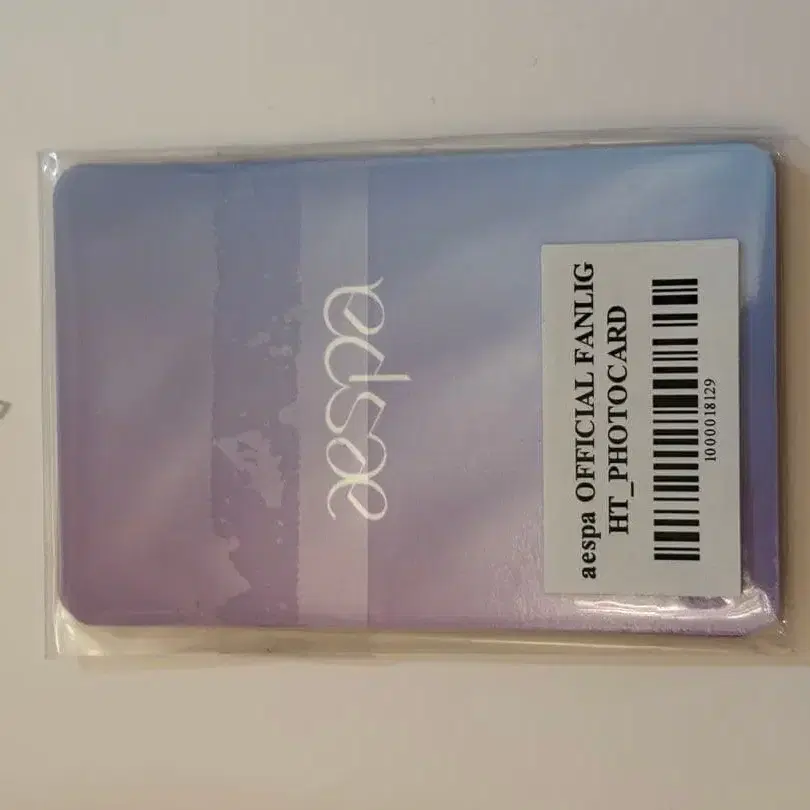 aespa
aespa OFFICIAL FANLIG
HT_PHOTOCARD
1000018129